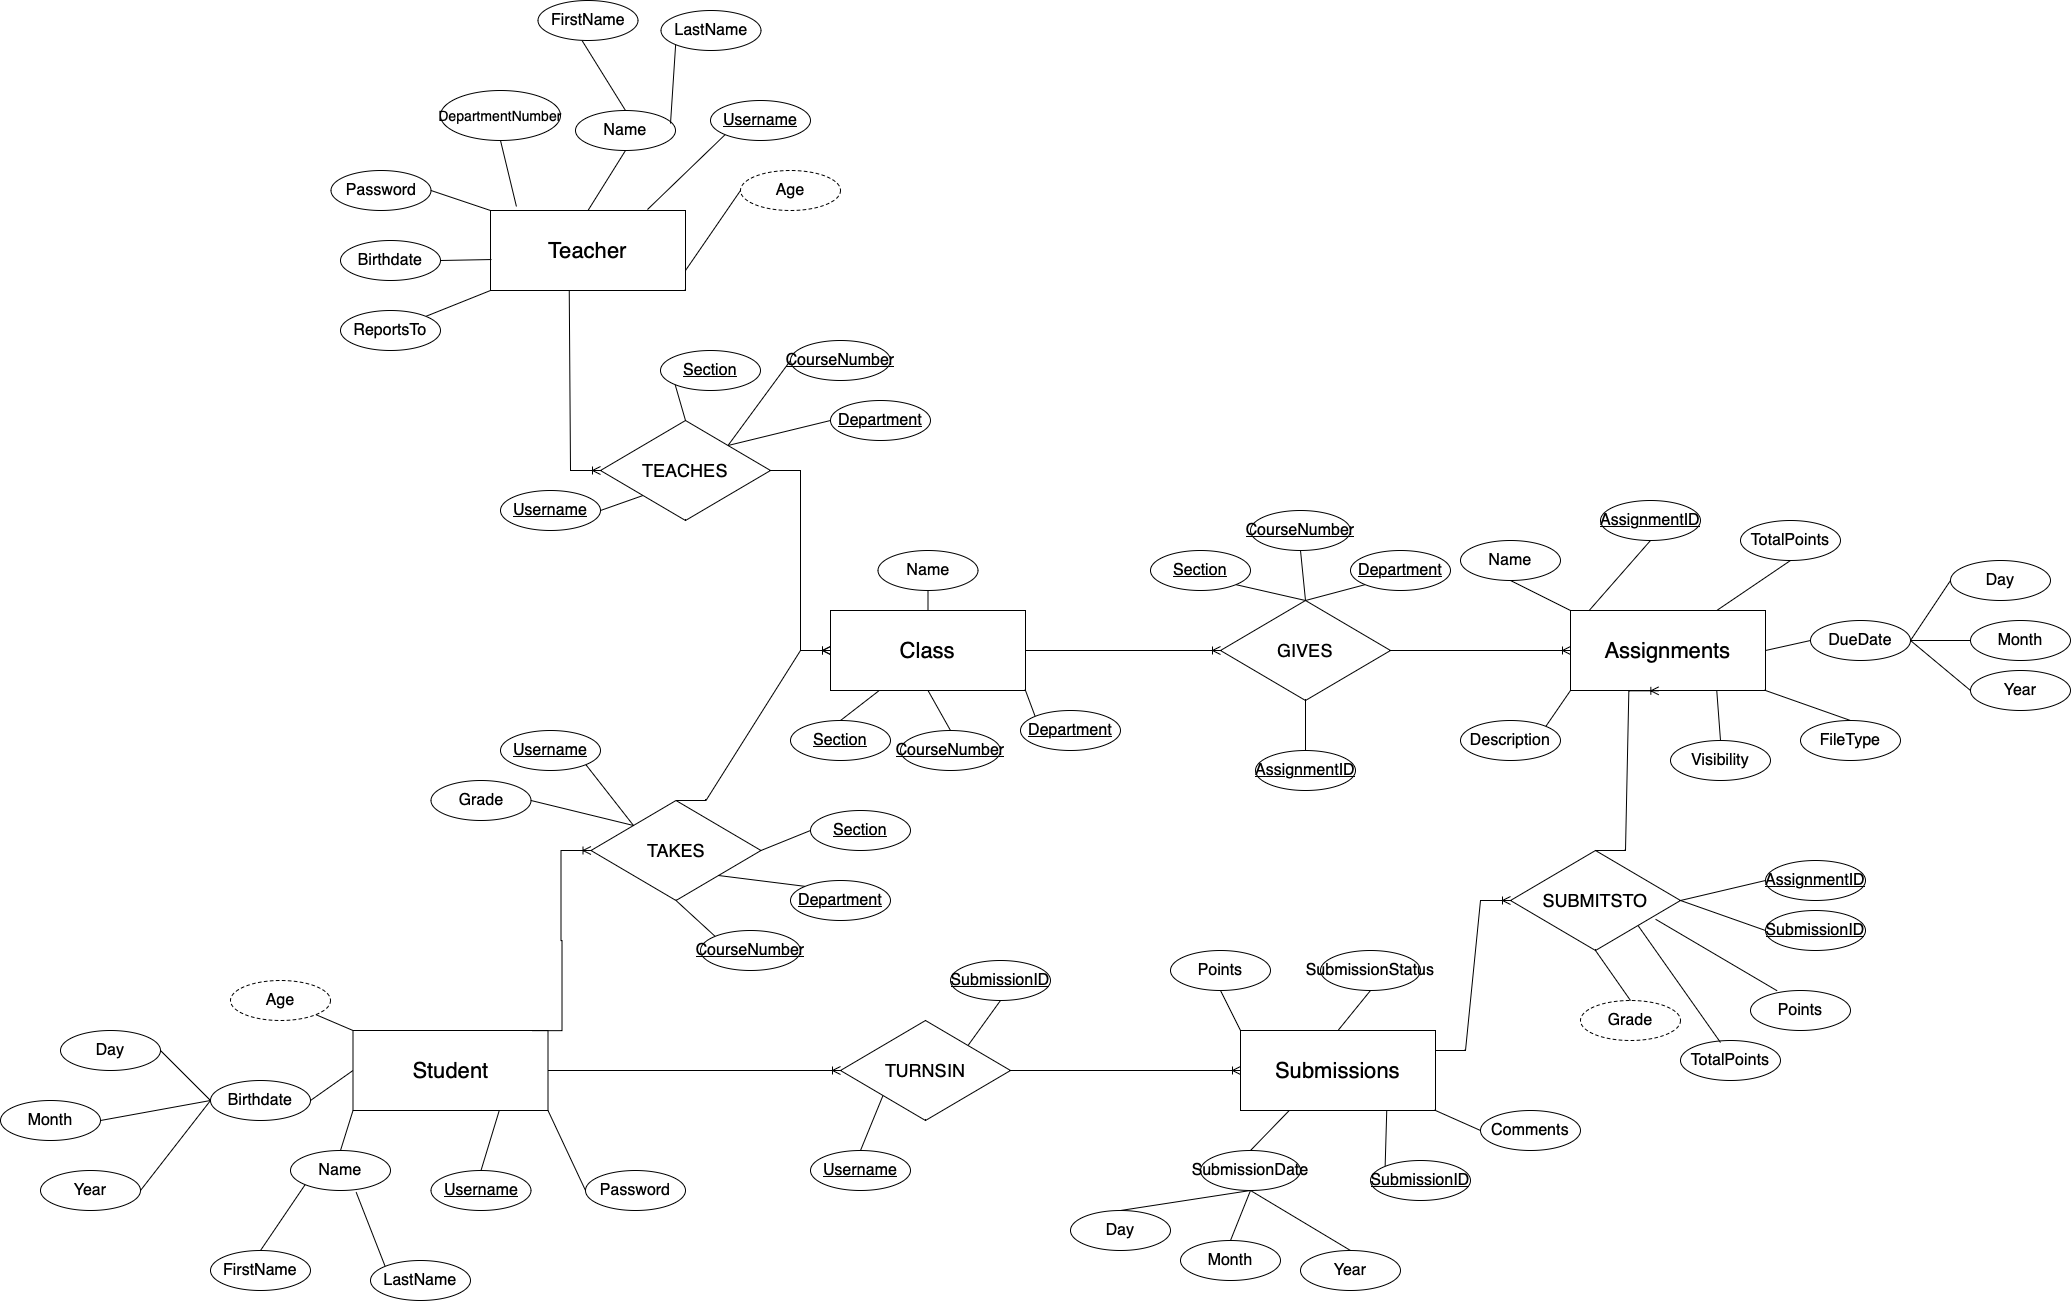 FirstName
LastName
DepartmentNumber
Name
Username
Password
Age
Teacher
Birthdate
ReportsTo
Section
CourseNumber
Department
TEACHES
Username
Name
Class
Section
CourseNumber
Department
CourseNumber
Section
Department
GIVES
AssignmentID
AssignmentID
Name
TotalPoints
Assignments
DueDate
Day
Month
Year
Description
Visibility
FileType
Username
Grade
TAKES
Section
Department
CourseNumber
SUBMITSTO
AssignmentID
SubmissionID
Points
TotalPoints
Grade
Age
Day
Month
Year
Birthdate
Student
Name
Username
Password
FirstName
LastName
SubmissionID
TURNSIN
Username
Points
SubmissionStatus
Submissions
Comments
SubmissionDate
SubmissionID
Day
Month
Year